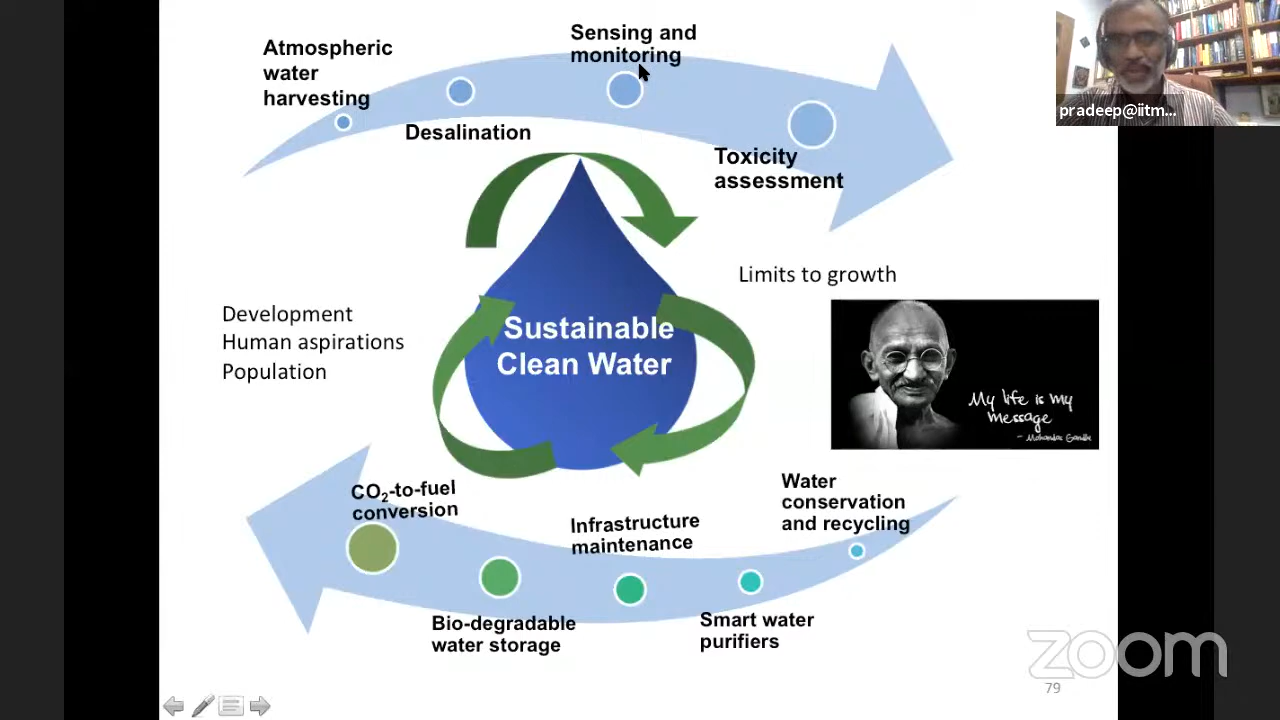 Atmospheric
water
harvesting
Sensing and
monitoring
Desalination
Toxicity
assessment
pradeep@iitm...
Limits to growth
Development
Human aspirations
Population
Sustainable
Clean Water
My life is my
message
- Mohandas Gandhi
CO₂-to-fuel
conversion
Infrastructure
maintenance
Water
conservation
and recycling
Bio-degradable
water storage
Smart water
purifiers
zoom
79